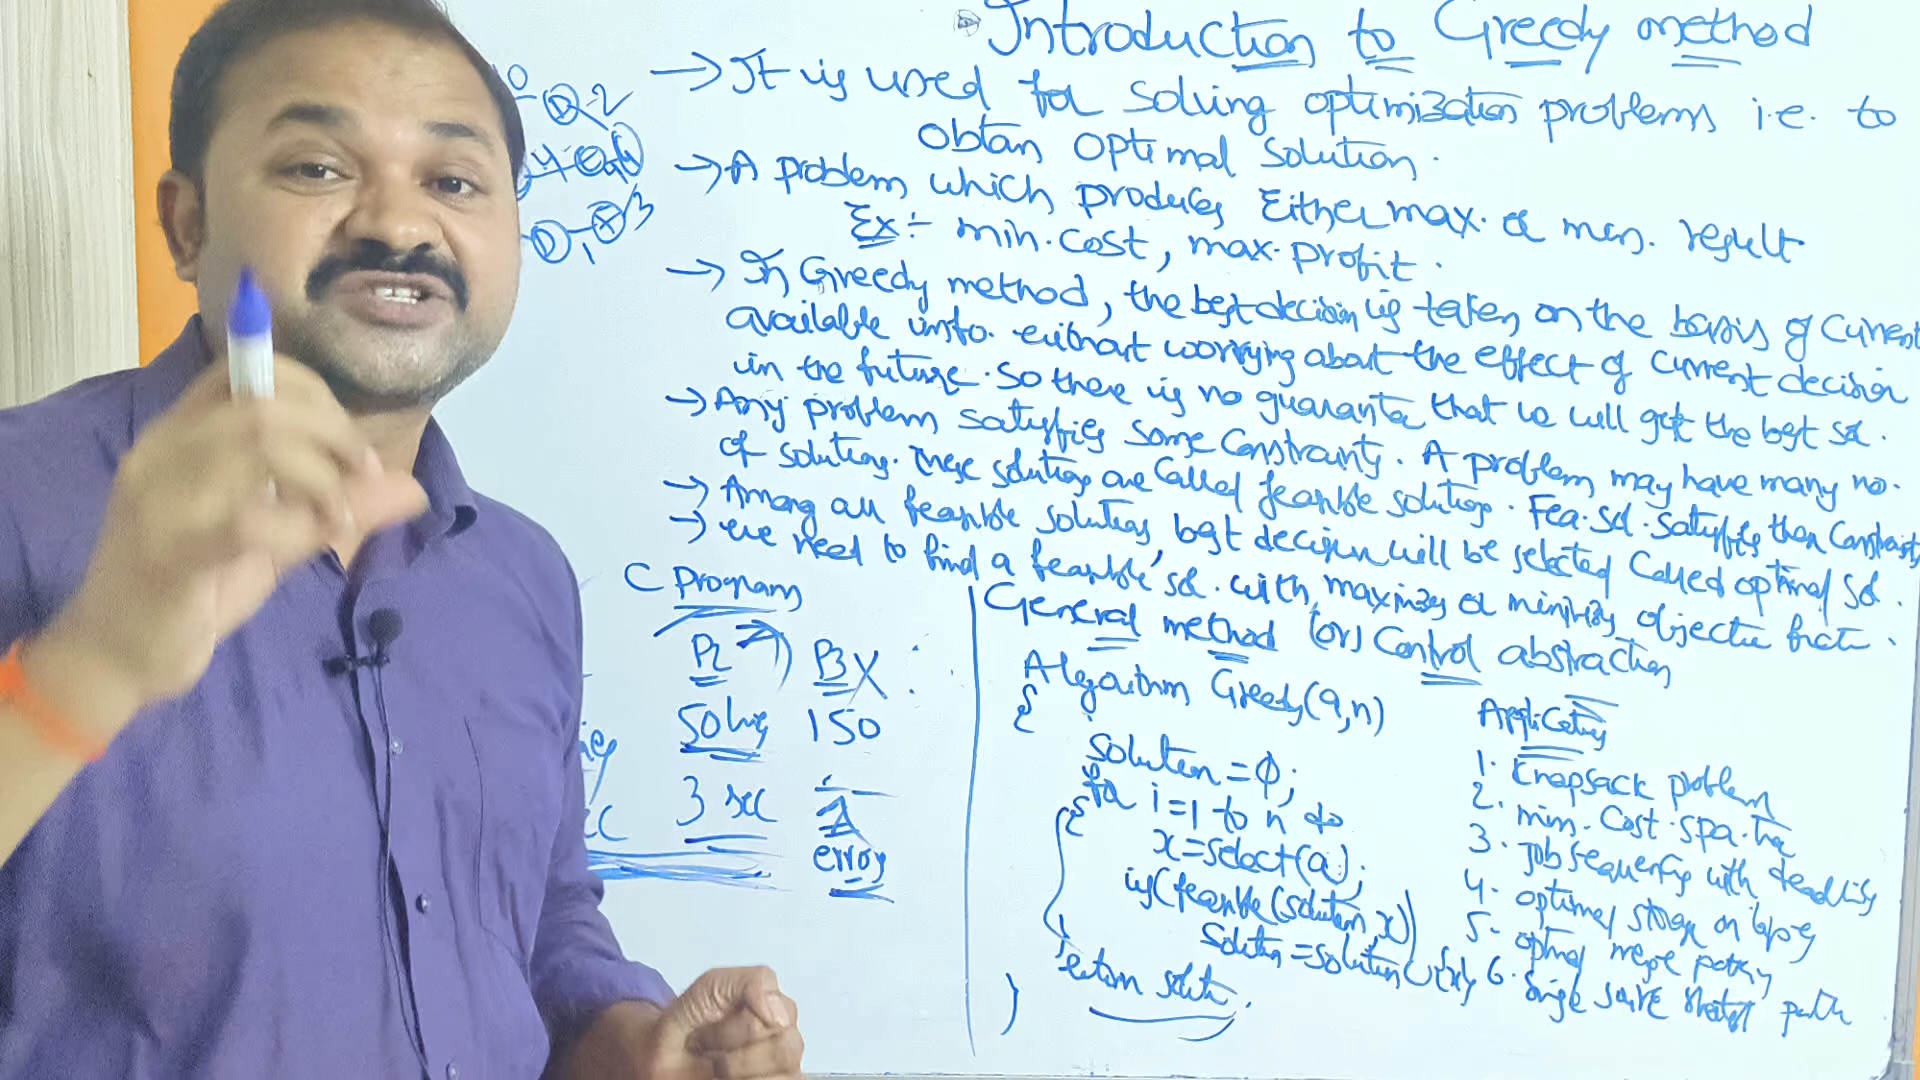 Introduction to Greedy method
→ It is used for solving optimization problems i.e. to
obtain optimal solution.
→ A problem which produces Either max. or min. result
Ex ÷ min. cost, max. profit.
→ In Greedy method, the best decision is taken on the basis of current
available info. without worrying about the effect of current decision
in the future. So there is no guarantee that we will get the best sol.
→ Any problem satisfies some constraints. A problem may have many no.
of solutions. These solutions are called feasible solutions. Fea. sol. satisfies the constraints
→ Among all feasible solutions, best decision will be selected called optimal sol.
→ We need to find a feasible sol. with maximizes or minimizes objective
C program
P2 P3 X
50 150
3 sec
error
0
2
4
D 1 3
General method (or) Control abstraction
Algorithm Greedy(a,n)
{
solution = ϕ;
for i=1 to n do
{
x=select(a);
if(feasible(solution,x))
solution = solution ∪ {x};
}
return
}
Applications
1. Knapsack problem
2. min. cost. spa. tree
3. Job sequencing with deadlines
4. optimal storage on tapes
5. optimal merge pattern
6. Single source shortest path